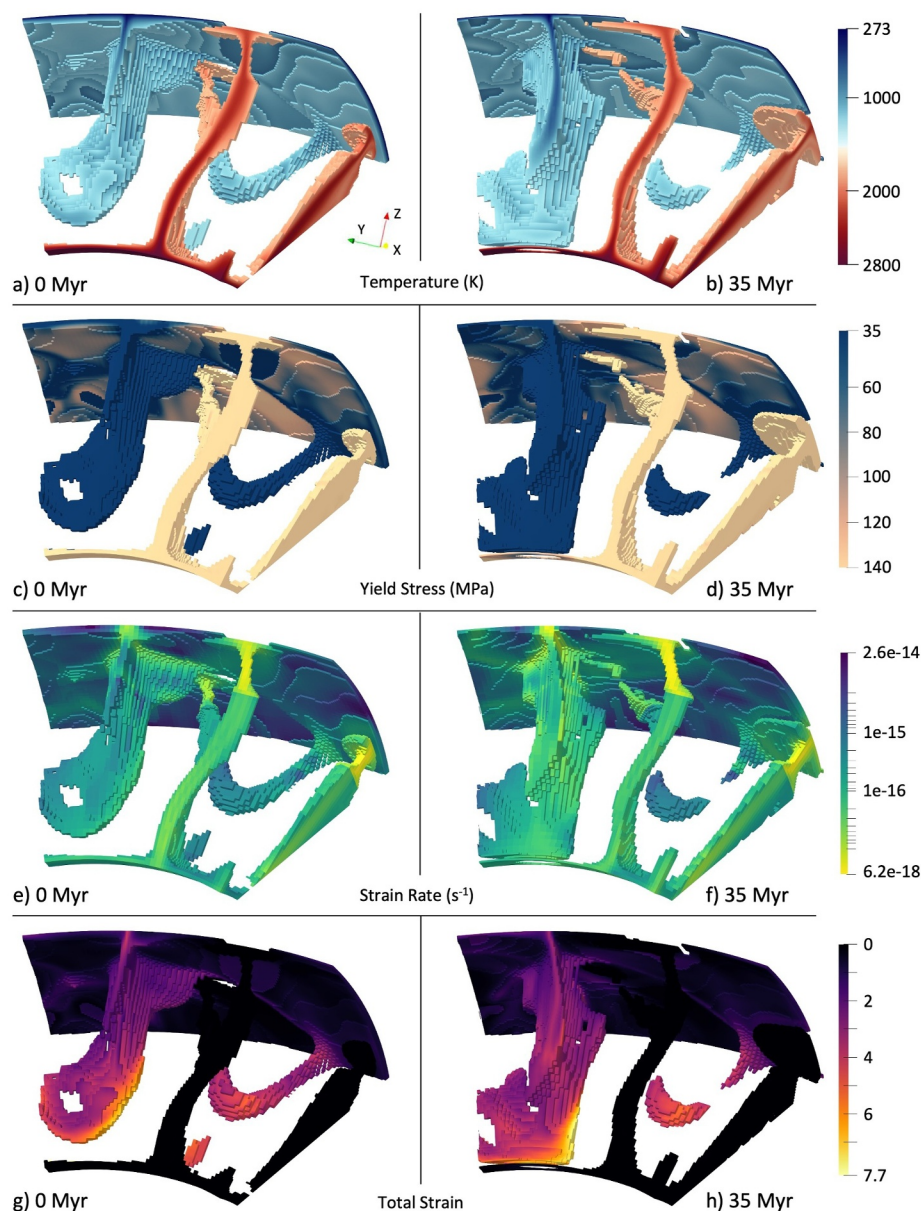 273
1000
2000
2800
Z
Y
X
a) 0 Myr
Temperature (K)
b) 35 Myr
35
60
80
100
120
140
c) 0 Myr
Yield Stress (MPa)
d) 35 Myr
2.6e-14
1e-15
1e-16
6.2e-18
e) 0 Myr
Strain Rate (s⁻¹)
f) 35 Myr
0
2
4
6
7.7
g) 0 Myr
Total Strain
h) 35 Myr